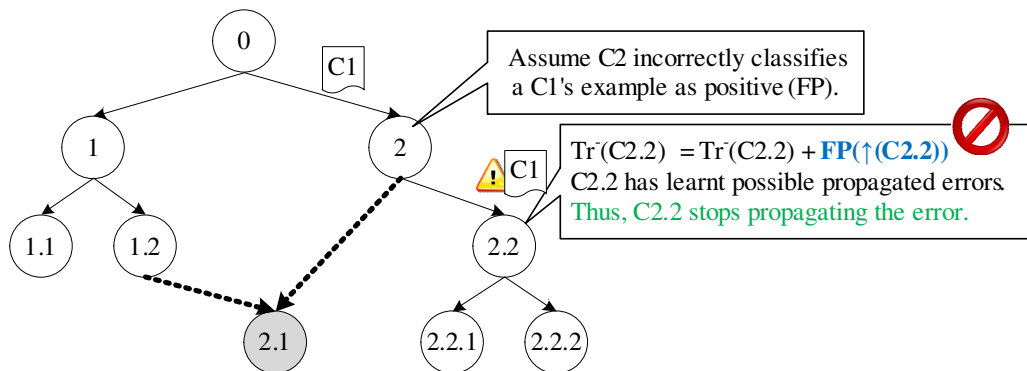 0
C1
Assume C2 incorrectly classifies
a C1's example as positive (FP).
1
2
C1
Tr⁻(C2.2) = Tr⁻(C2.2) + FP(↑(C2.2))
C2.2 has learnt possible propagated errors.
Thus, C2.2 stops propagating the error.
1.1
1.2
2.2
2.1
2.2.1
2.2.2